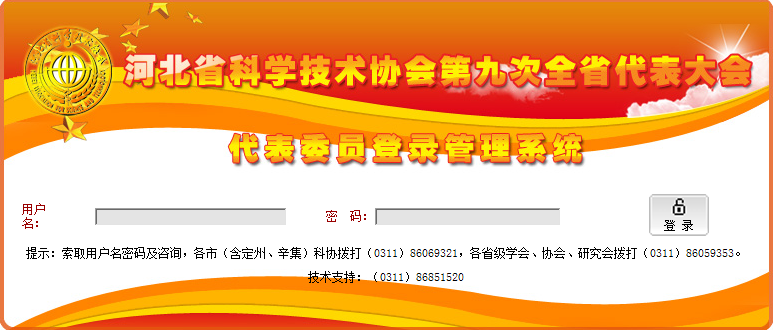 河北省科学技术协会第九次全省代表大会
代表委员登录管理系统
用户名：
密 码：
登 录
提示：索取用户名密码及咨询，各市（含定州、辛集）科协拨打（0311）86069321，各省级学会、协会、研究会拨打（0311）86059353。
技术支持：（0311）86851520